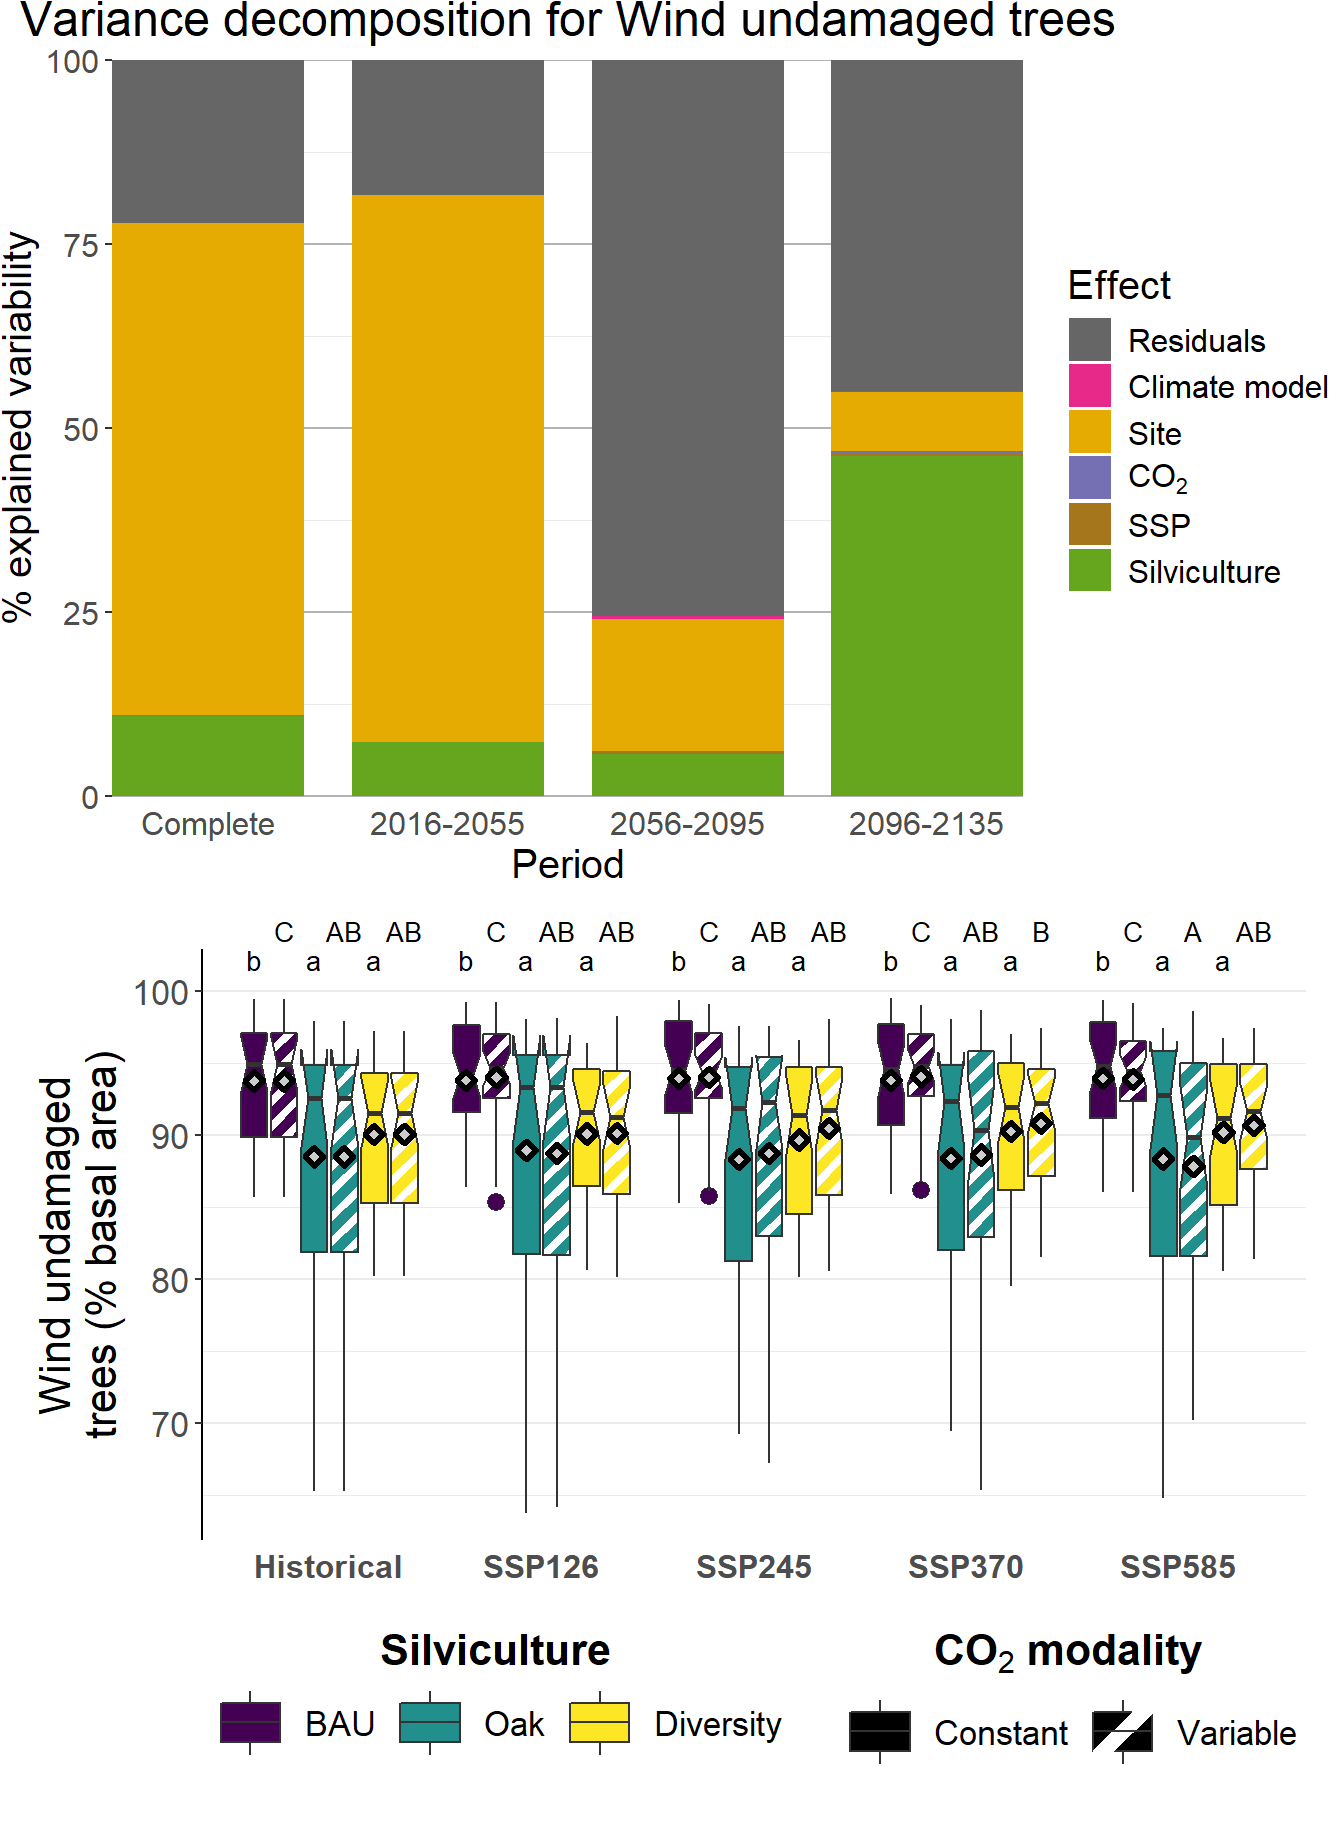 Variance decomposition for Wind undamaged trees
% explained variability
100
75
50
25
0
Complete 2016-2055 2056-2095 2096-2135
Period
Effect
Residuals
Climate model
Site
CO2
SSP
Silviculture
C AB AB C AB AB C AB AB C AB B C A AB
b a a b a a b a a b a a b a a
Wind undamaged
trees (% basal area)
100
90
80
70
Historical SSP126 SSP245 SSP370 SSP585
Silviculture
BAU Oak Diversity
CO2 modality
Constant Variable